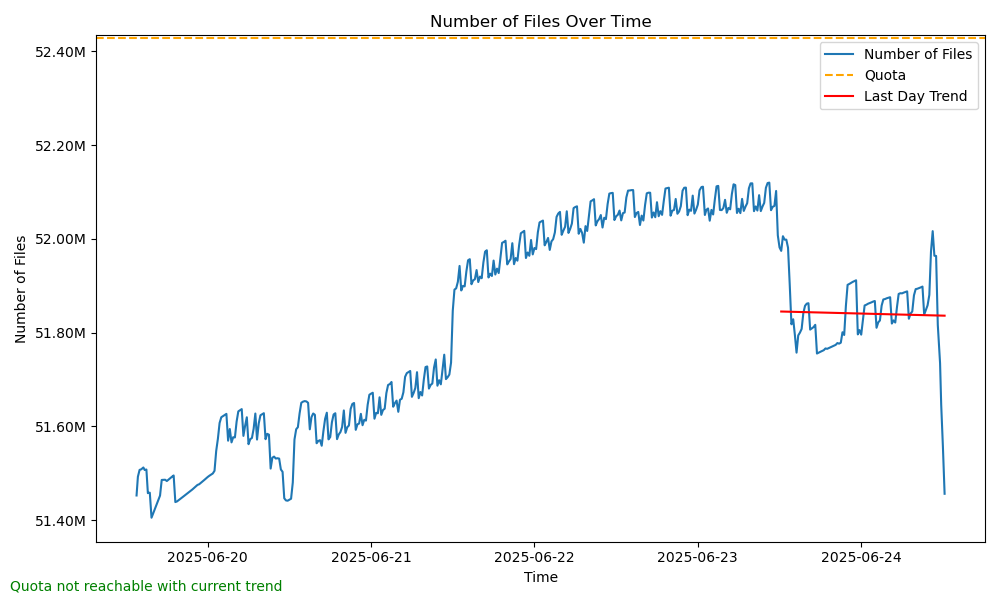 Number of Files Over Time
Number of Files
Quota
Last Day Trend
52.40M
52.20M
52.00M
51.80M
51.60M
51.40M
Number of Files
2025-06-20
2025-06-21
2025-06-22
2025-06-23
2025-06-24
Time
Quota not reachable with current trend